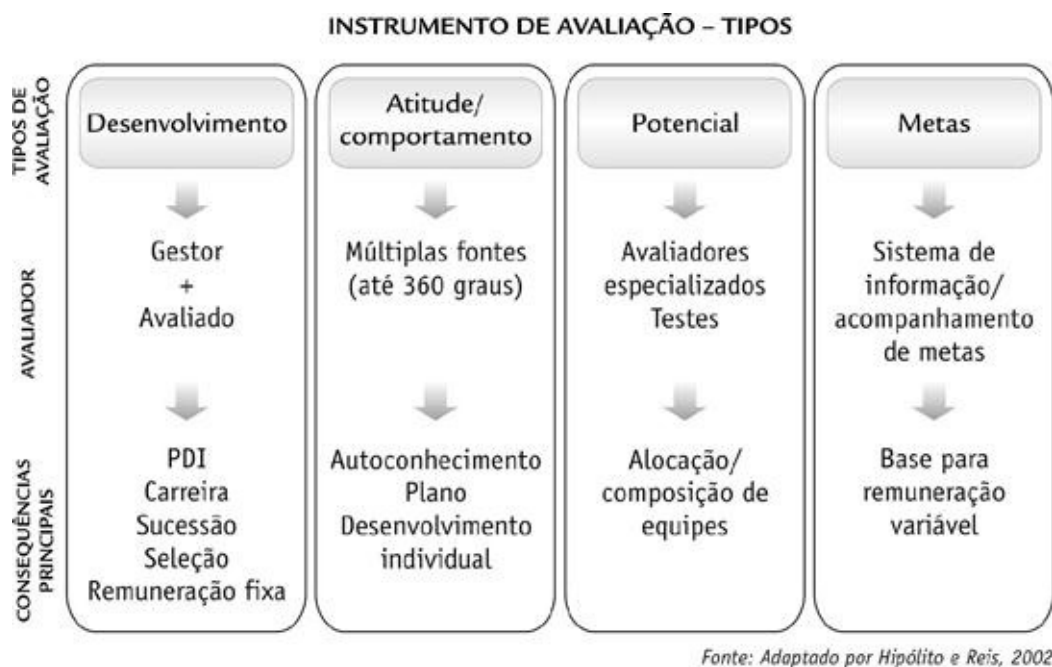 INSTRUMENTO DE AVALIAÇÃO – TIPOS
TIPOS DE
AVALIAÇÃO
Desenvolvimento
Atitude/
comportamento
Potencial
Metas
AVALIADOR
Gestor
+
Avaliado
Múltiplas fontes
(até 360 graus)
Avaliadores
especializados
Testes
Sistema de
informação/
acompanhamento
de metas
CONSEQUÊNCIAS
PRINCIPAIS
PDI
Carreira
Sucessão
Seleção
Remuneração fixa
Autoconhecimento
Plano
Desenvolvimento
individual
Alocação/
composição de
equipes
Base para
remuneração
variável
Fonte: Adaptado por Hipólito e Reis, 2002